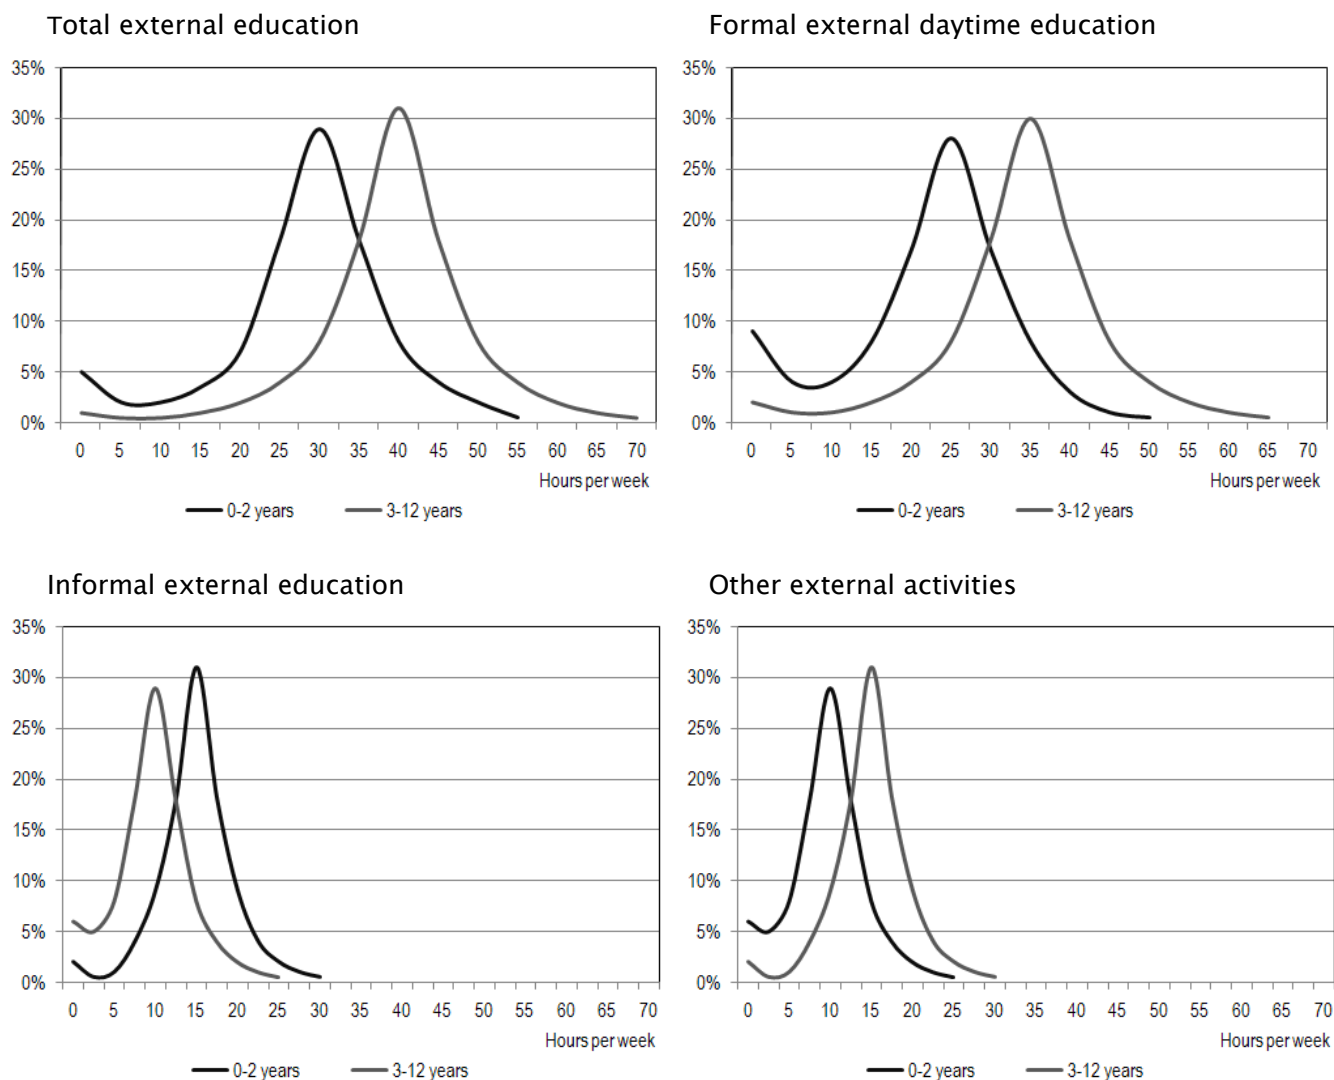 Total external education
35%
30%
25%
20%
15%
10%
5%
0%
0 5 10 15 20 25 30 35 40 45 50 55 60 65 70
Hours per week
0-2 years 3-12 years
Formal external daytime education
35%
30%
25%
20%
15%
10%
5%
0%
0 5 10 15 20 25 30 35 40 45 50 55 60 65 70
Hours per week
0-2 years 3-12 years
Informal external education
35%
30%
25%
20%
15%
10%
5%
0%
0 5 10 15 20 25 30 35 40 45 50 55 60 65 70
Hours per week
0-2 years 3-12 years
Other external activities
35%
30%
25%
20%
15%
10%
5%
0%
0 5 10 15 20 25 30 35 40 45 50 55 60 65 70
Hours per week
0-2 years 3-12 years